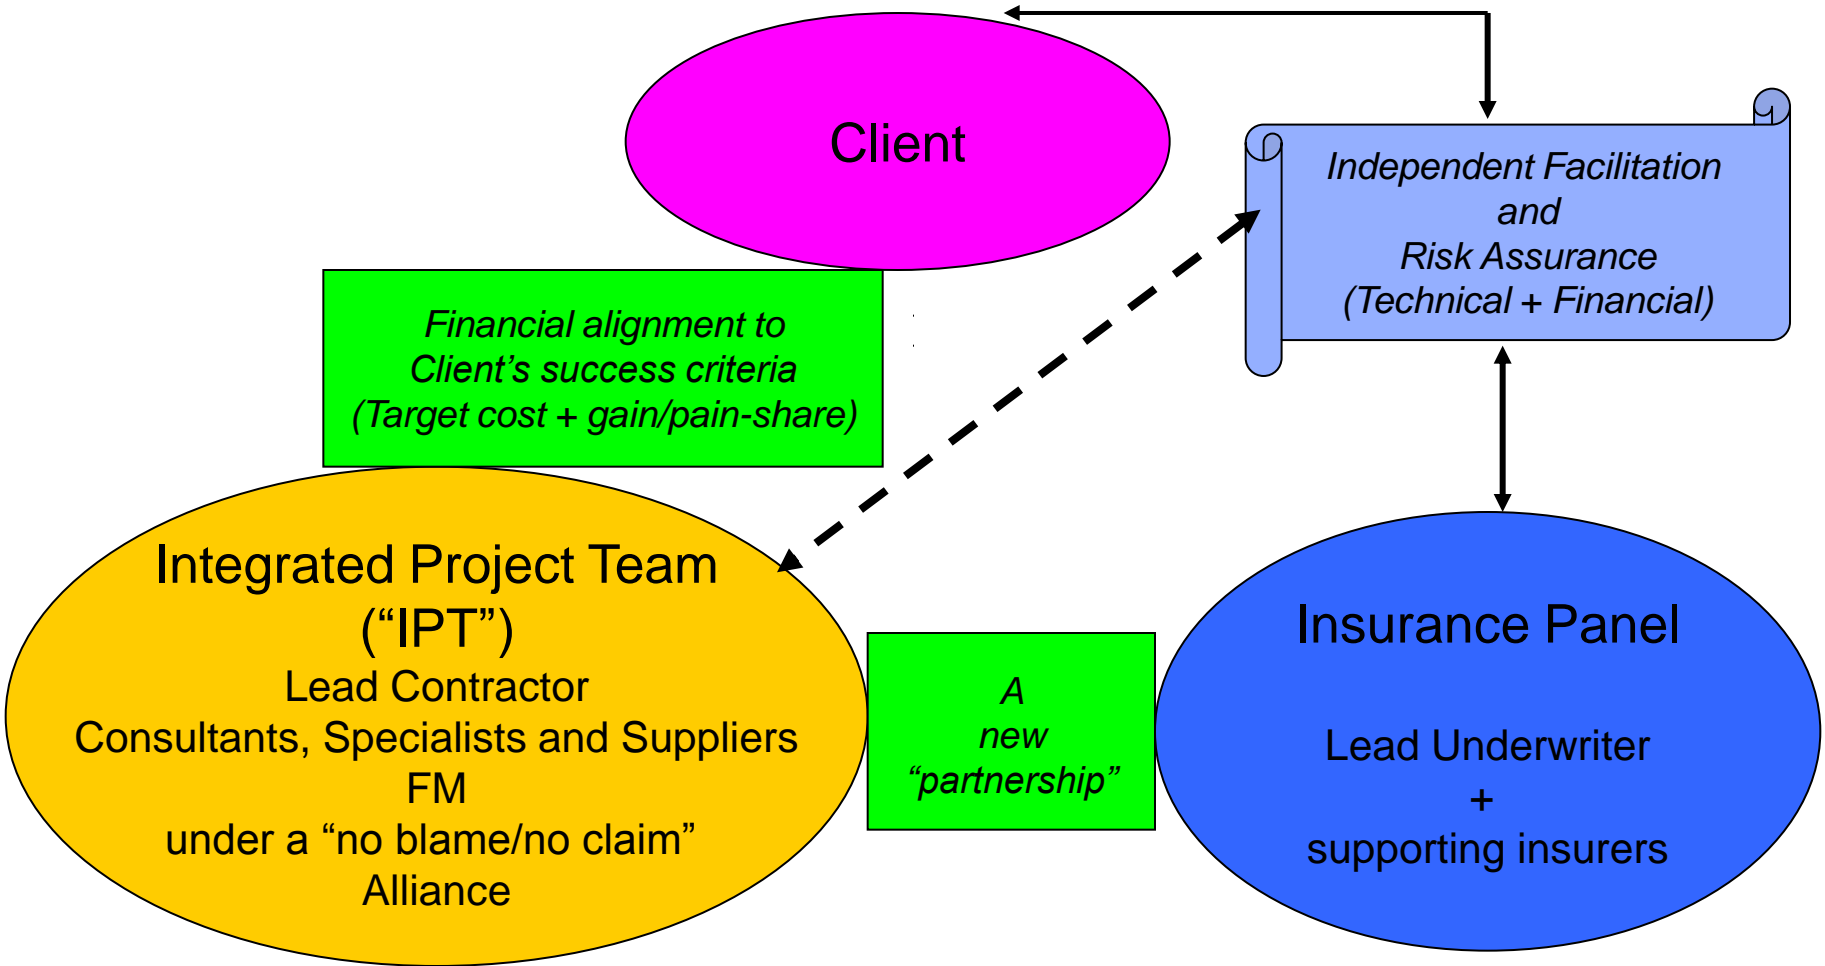 Client
Independent Facilitation
and
Risk Assurance
(Technical + Financial)
Financial alignment to
Client’s success criteria
(Target cost + gain/pain-share)
Integrated Project Team
(“IPT”)
Lead Contractor
Consultants, Specialists and Suppliers
FM
under a “no blame/no claim”
Alliance
A
new
“partnership”
Insurance Panel
Lead Underwriter
+
supporting insurers